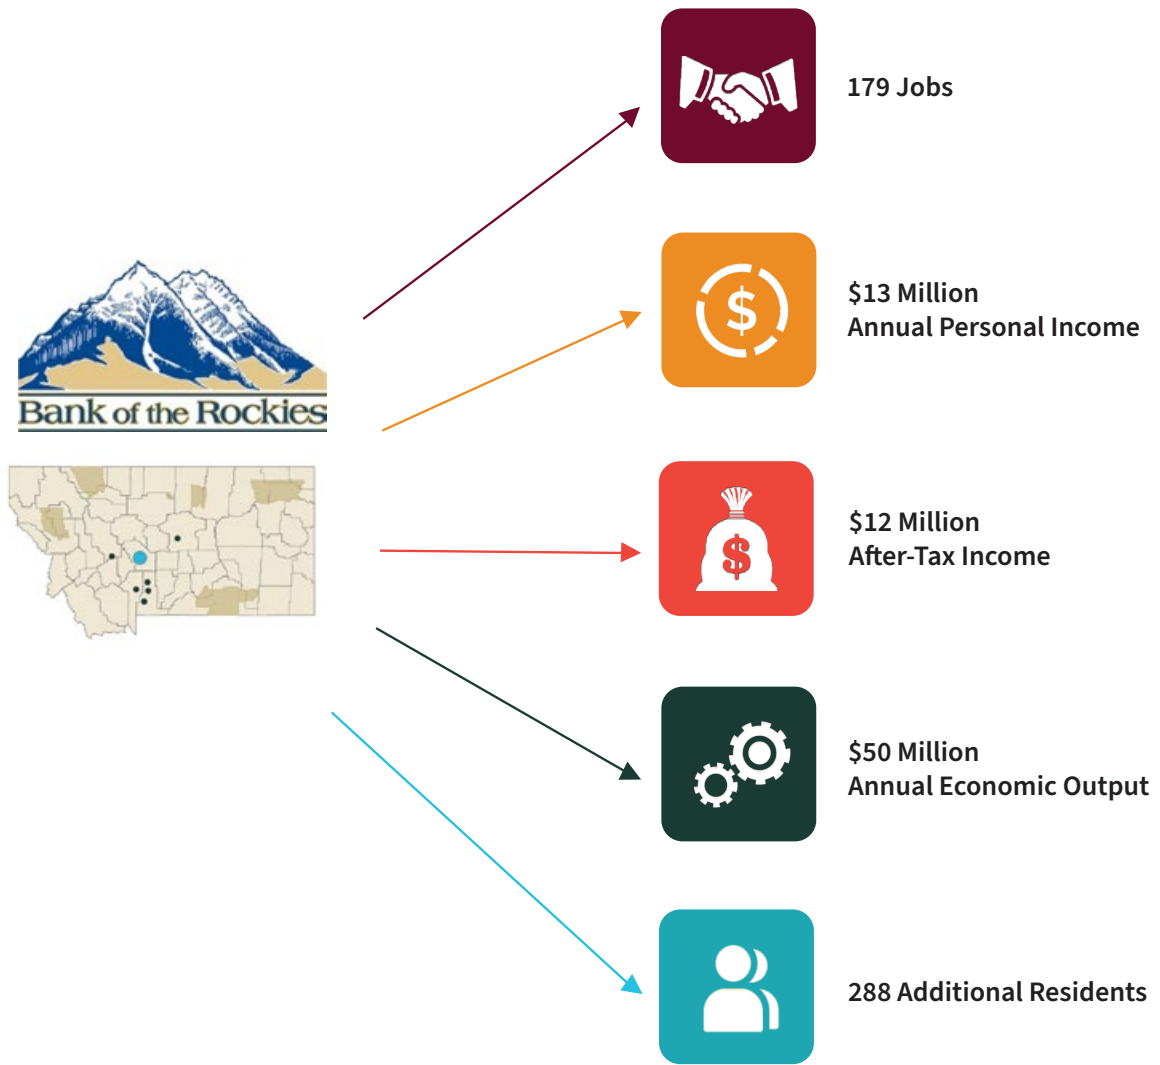 179 Jobs
$13 Million
Annual Personal Income
Bank of the Rockies
$12 Million
After-Tax Income
$50 Million
Annual Economic Output
288 Additional Residents